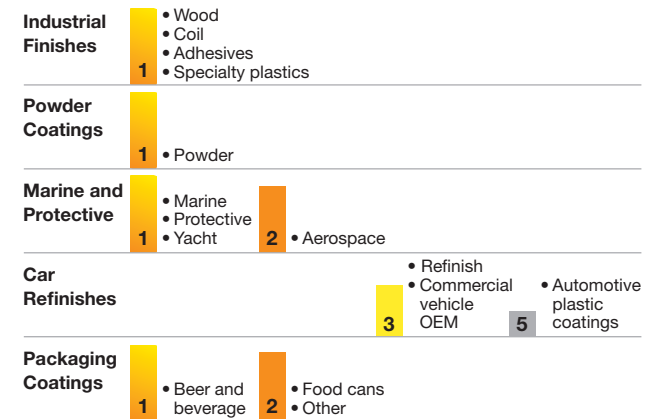 Industrial
Finishes
1
• Wood
• Coil
• Adhesives
• Specialty plastics
Powder
Coatings
1
• Powder
Marine and
Protective
1
• Marine
• Protective
• Yacht
2
• Aerospace
Car
Refinishes
3
• Refinish
• Commercial
vehicle
OEM
5
• Automotive
plastic
coatings
Packaging
Coatings
1
• Beer and
beverage
2
• Food cans
• Other